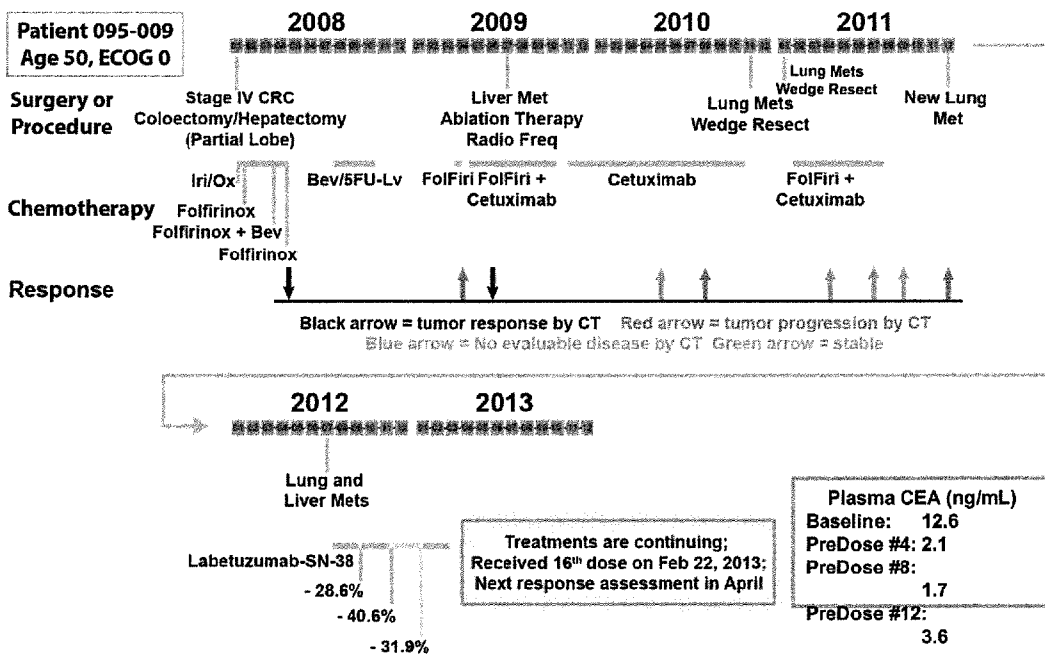 Patient 095-009
Age 50, ECOG 0
2008
2009
2010
2011
Surgery or
Procedure
Stage IV CRC
Coloectomy/Hepatectomy
(Partial Lobe)
Liver Met
Ablation Therapy
Radio Freq
Lung Mets
Wedge Resect
Lung Mets
Wedge Resect
New Lung
Met
Chemotherapy
Iri/Ox
Folfirinox
Folfirinox + Bev
Folfirinox
Bev/5FU-Lv
FolFiri
FolFiri +
Cetuximab
Cetuximab
FolFiri +
Cetuximab
Response
Black arrow = tumor response by CT Red arrow = tumor progression by CT
Blue arrow = No evaluable disease by CT Green arrow = stable
2012
2013
Lung and
Liver Mets
Labetuzumab-SN-38
- 28.6%
- 40.6%
- 31.9%
Treatments are continuing;
Received 16th dose on Feb 22, 2013;
Next response assessment in April
Plasma CEA (ng/mL)
Baseline: 12.6
PreDose #4: 2.1
PreDose #8:
1.7
PreDose #12:
3.6